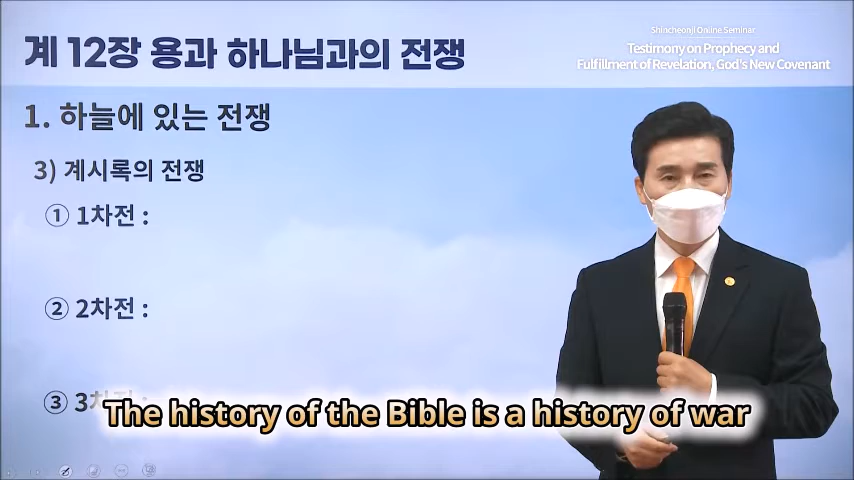 계 12장 용과 하나님과의 전쟁
Shincheonji Online Seminar
Testimony on Prophecy and
Fulfillment of Revelation, God's New Covenant
1. 하늘에 있는 전쟁
3) 계시록의 전쟁
① 1차전 :
② 2차전 :
③ 3차전 :
The history of the Bible is a history of war